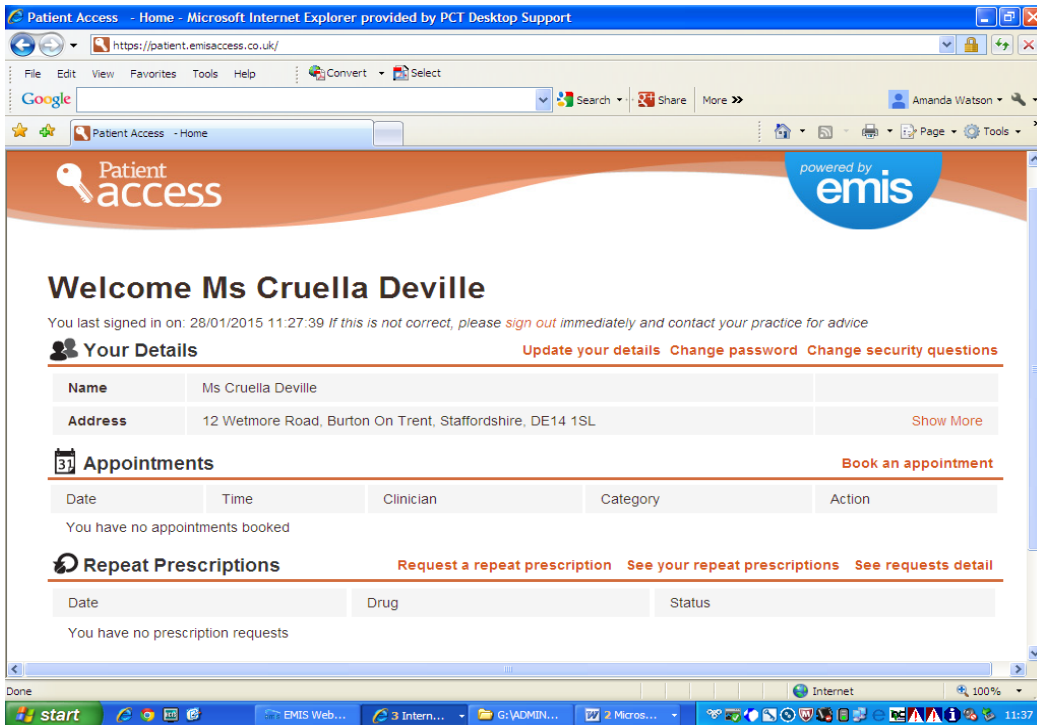 Patient Access - Home - Microsoft Internet Explorer provided by PCT Desktop Support
https://patient.emisaccess.co.uk/
File Edit View Favorites Tools Help Convert Select
Google Search Share More >> Amanda Watson
Patient Access - Home Page Tools
Patient
access
powered by
emis
Welcome Ms Cruella Deville
You last signed in on: 28/01/2015 11:27:39 If this is not correct, please sign out immediately and contact your practice for advice
Your Details Update your details Change password Change security questions
Name Ms Cruella Deville
Address 12 Wetmore Road, Burton On Trent, Staffordshire, DE14 1SL Show More
31 Appointments Book an appointment
Date Time Clinician Category Action
You have no appointments booked
Repeat Prescriptions Request a repeat prescription See your repeat prescriptions See requests detail
Date Drug Status
You have no prescription requests
Done Internet 100%
start EMIS Web... 3 Intern... G:\ADMIN... 2 Micros... 11:37